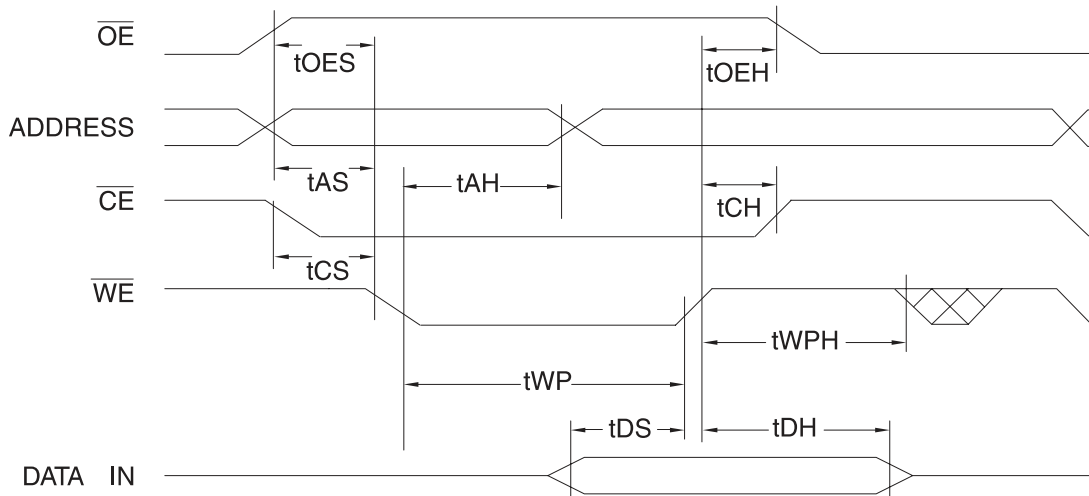 OE
tOES
tOEH
ADDRESS
tAS
tAH
CE
tCH
tCS
WE
tWPH
tWP
tDS
tDH
DATA IN